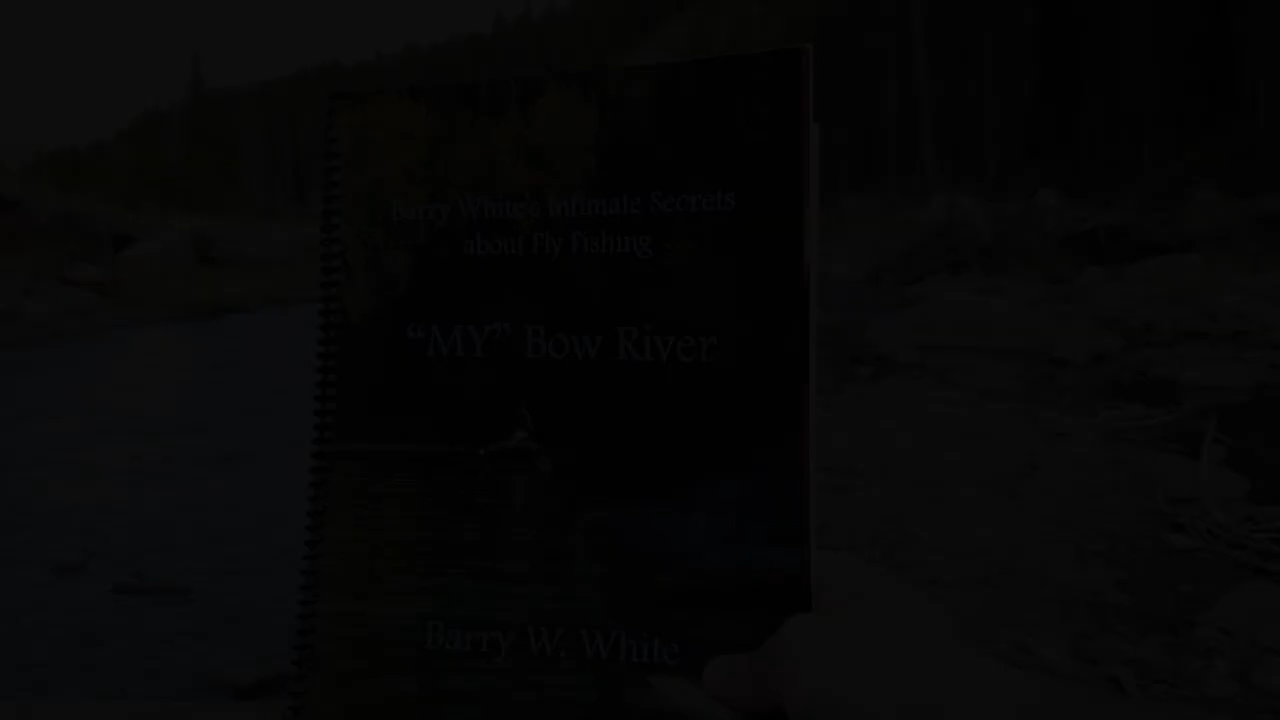 Barry White's Intimate Secrets
about Fly Fishing
“MY” Bow River
Barry W. White